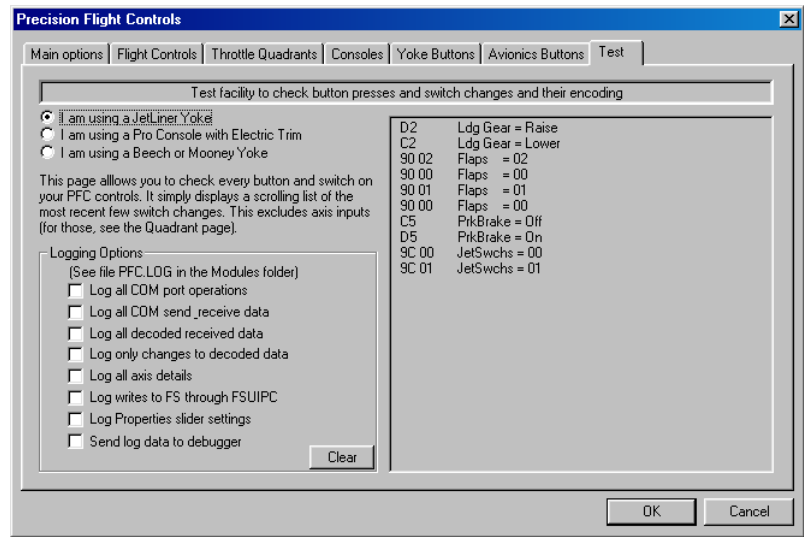 Precision Flight Controls
Main options Flight Controls Throttle Quadrants Consoles Yoke Buttons Avionics Buttons Test
Test facility to check button presses and switch changes and their encoding
I am using a JetLiner Yoke
I am using a Pro Console with Electric Trim
I am using a Beech or Mooney Yoke
This page alllows you to check every button and switch on
your PFC controls. It simply displays a scrolling list of the
most recent few switch changes. This excludes axis inputs
(for those, see the Quadrant page).
Logging Options
(See file PFC.LOG in the Modules folder)
Log all COM port operations
Log all COM send_receive data
Log all decoded received data
Log only changes to decoded data
Log all axis details
Log writes to FS through FSUIPC
Log Properties slider settings
Send log data to debugger
Clear
D2 Ldg Gear = Raise
C2 Ldg Gear = Lower
90 02 Flaps = 02
90 00 Flaps = 00
90 01 Flaps = 01
90 00 Flaps = 00
C5 PrkBrake = Off
D5 PrkBrake = On
9C 00 JetSwchs = 00
9C 01 JetSwchs = 01
OK Cancel